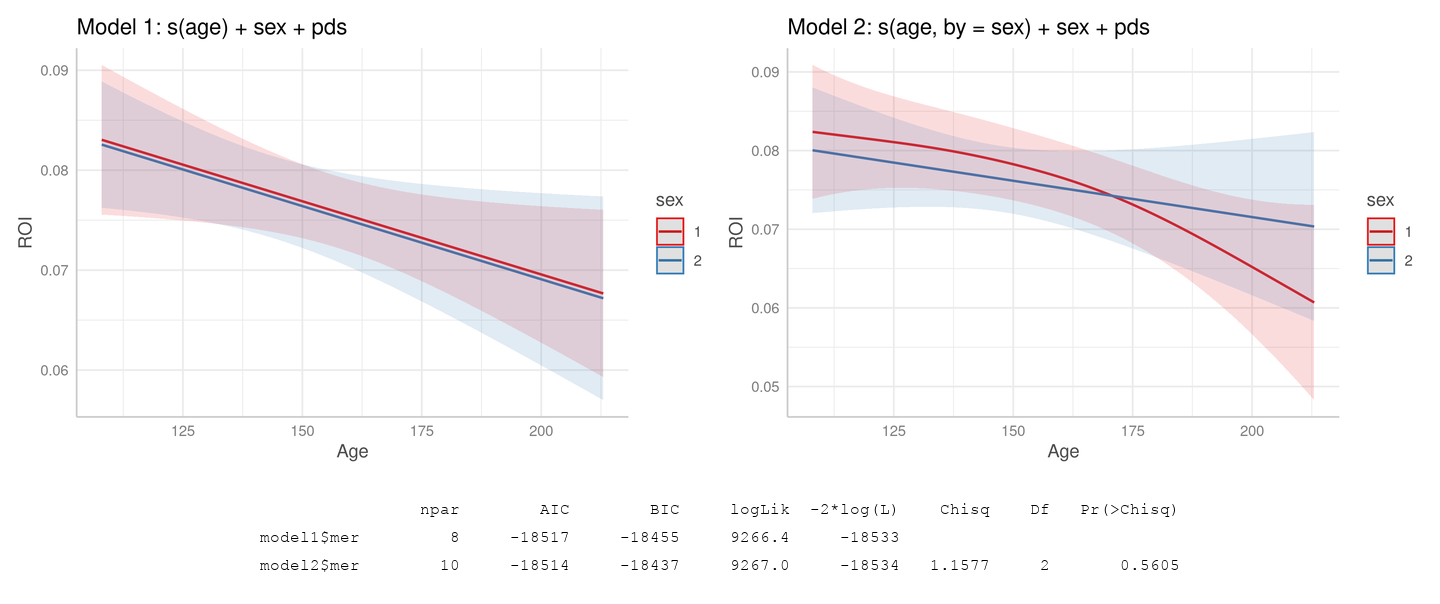 Model 1: s(age) + sex + pds
0.09
0.08
0.07
0.06
ROI
125 150 175 200
Age
sex
1
2
Model 2: s(age, by = sex) + sex + pds
0.09
0.08
0.07
0.06
0.05
ROI
125 150 175 200
Age
sex
1
2
npar AIC BIC logLik -2*log(L) Chisq Df Pr(>Chisq)
model1$mer 8 -18517 -18455 9266.4 -18533
model2$mer 10 -18514 -18437 9267.0 -18534 1.1577 2 0.5605